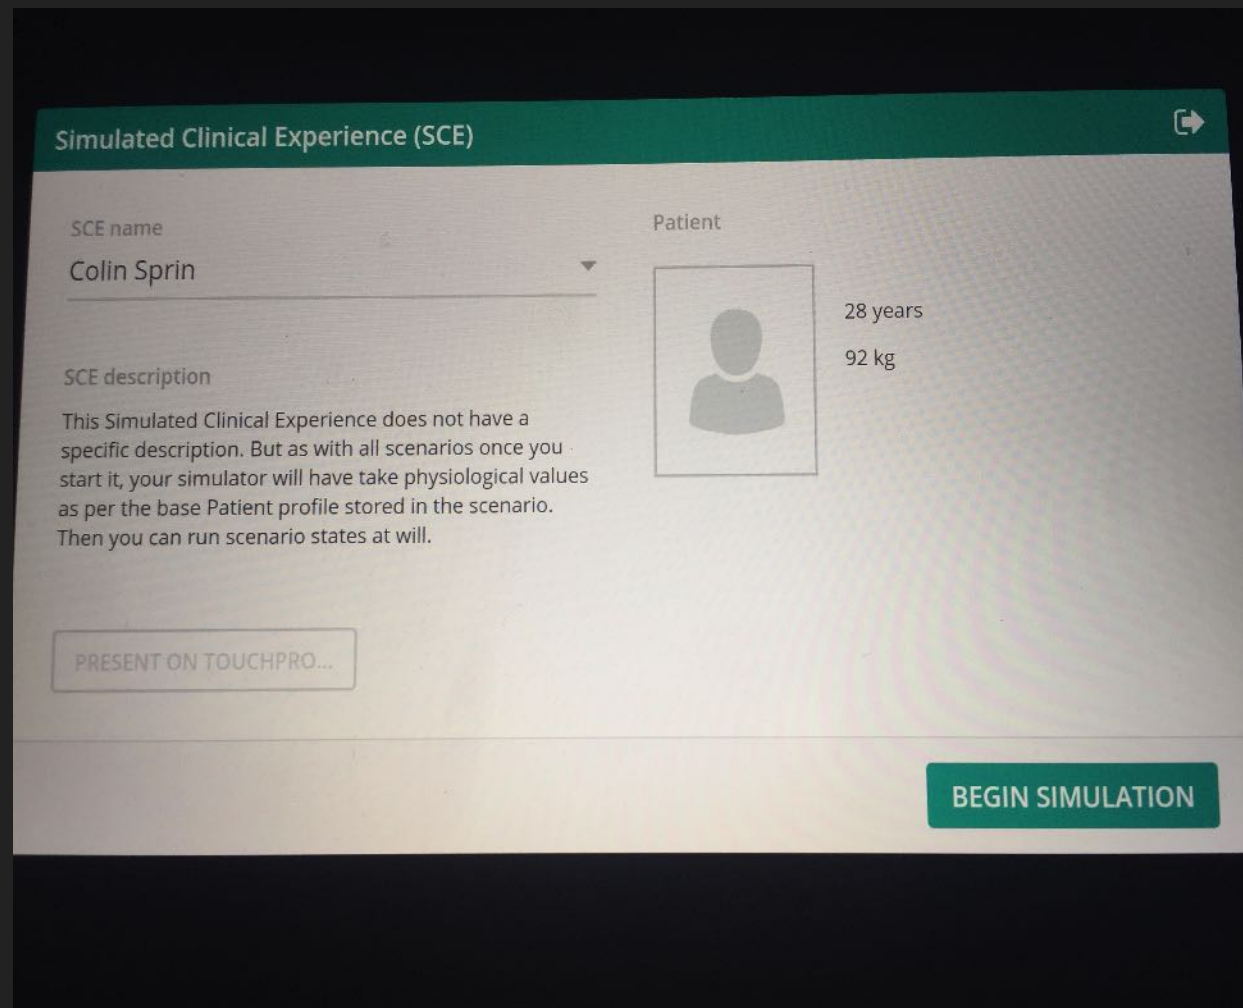 Simulated Clinical Experience (SCE)
SCE name
Colin Sprin
Patient
28 years
92 kg
SCE description
This Simulated Clinical Experience does not have a
specific description. But as with all scenarios once you
start it, your simulator will have take physiological values
as per the base Patient profile stored in the scenario.
Then you can run scenario states at will.
PRESENT ON TOUCHPRO...
BEGIN SIMULATION